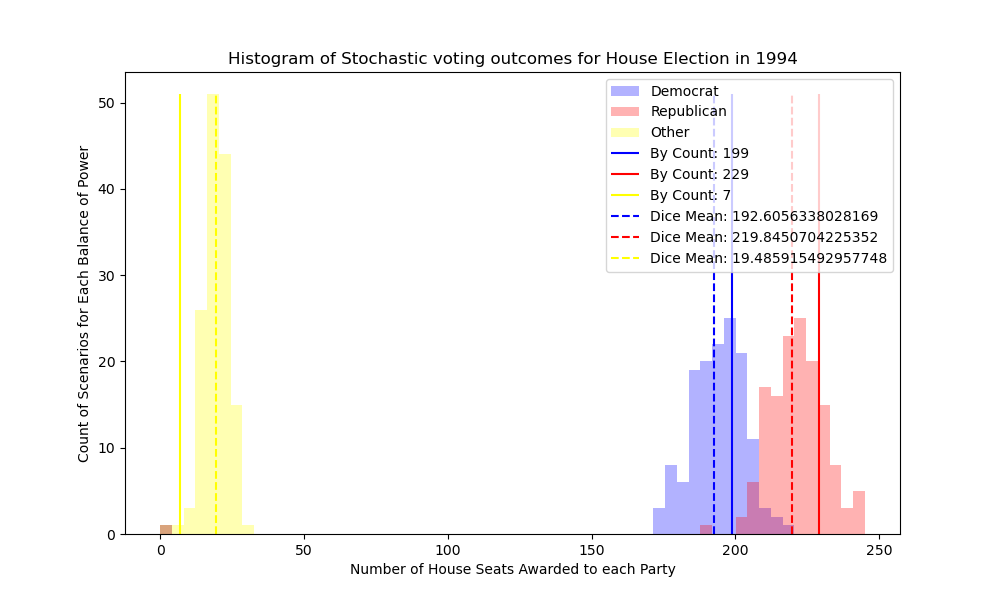 Histogram of Stochastic voting outcomes for House Election in 1994
Count of Scenarios for Each Balance of Power
50
40
30
20
10
0
Democrat
Republican
Other
By Count: 199
By Count: 229
By Count: 7
Dice Mean: 192.6056338028169
Dice Mean: 219.8450704225352
Dice Mean: 19.485915492957748
0 50 100 150 200 250
Number of House Seats Awarded to each Party